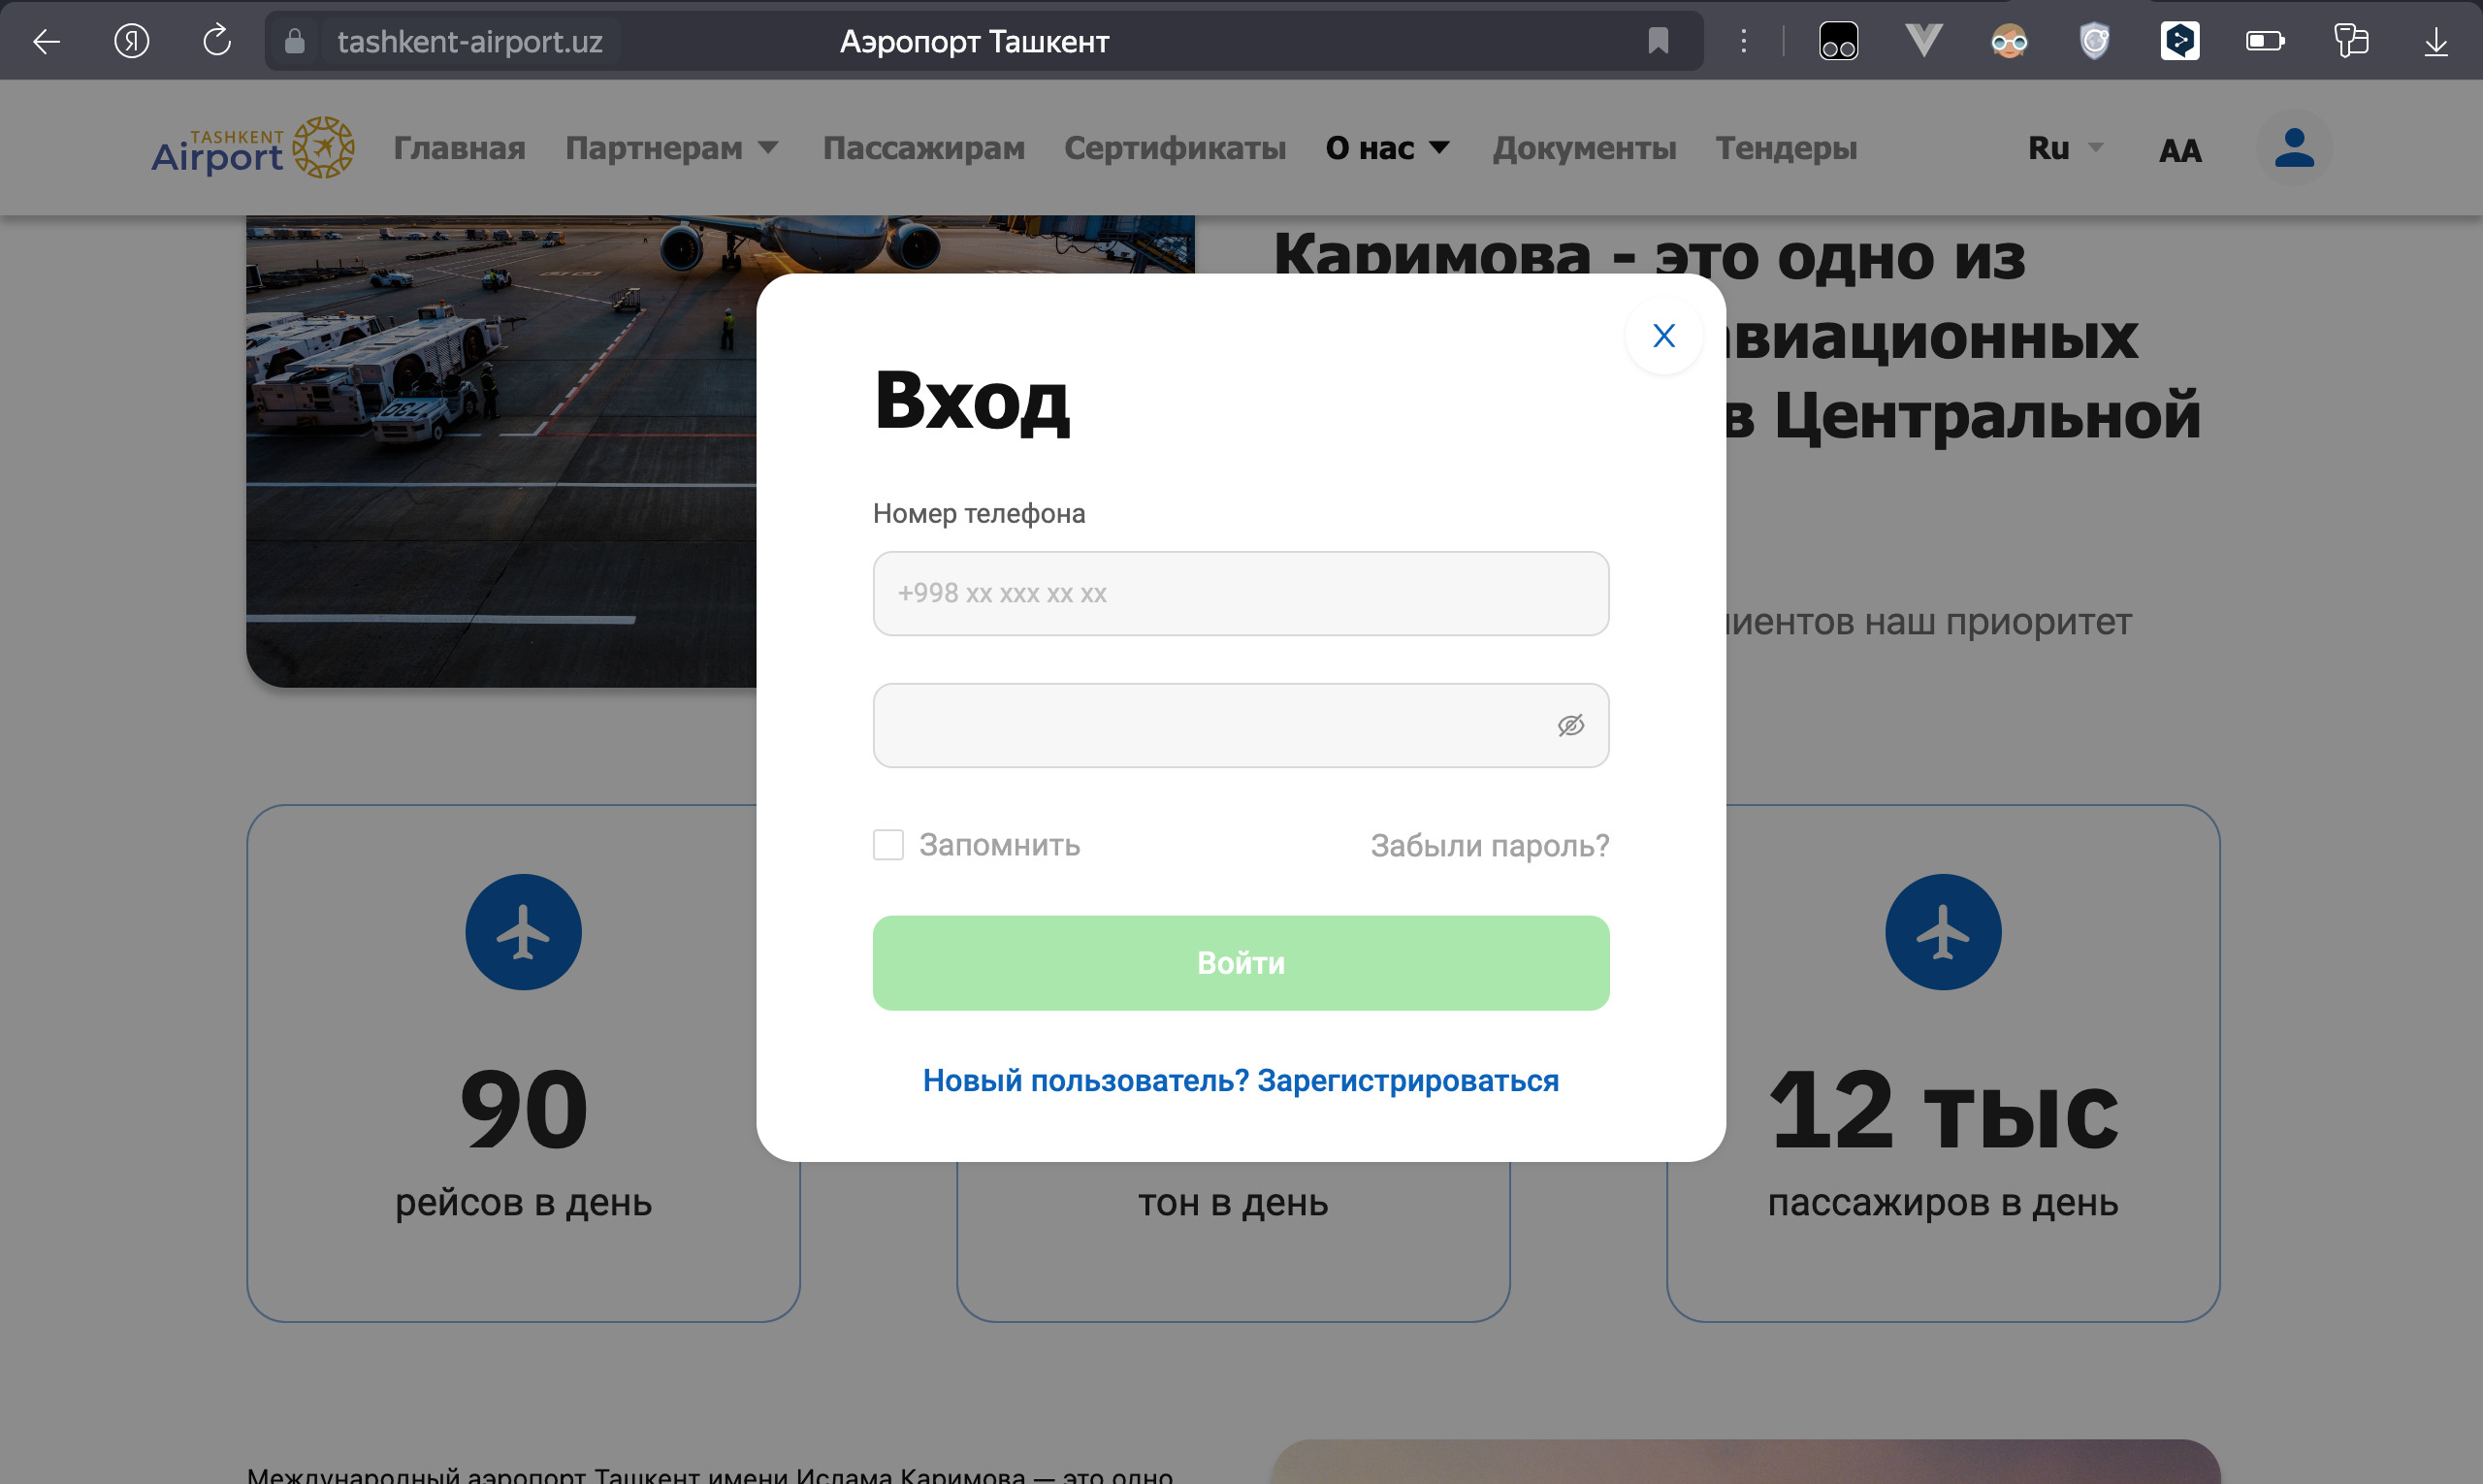 tashkent-airport.uz
Аэропорт Ташкент
TASHKENT
Airport
Главная
Партнерам
Пассажирам
Сертификаты
О нас
Документы
Тендеры
Ru
AA
Каримова - это одно из
виационных
в Центральной
иентов наш приоритет
Вход
Номер телефона
+998 xx xxx xx xx
Запомнить
Забыли пароль?
Войти
Новый пользователь? Зарегистрироваться
90
рейсов в день
тон в день
12 тыс
пассажиров в день
Международный аэропорт Ташкент имени Ислама Каримова — это одно